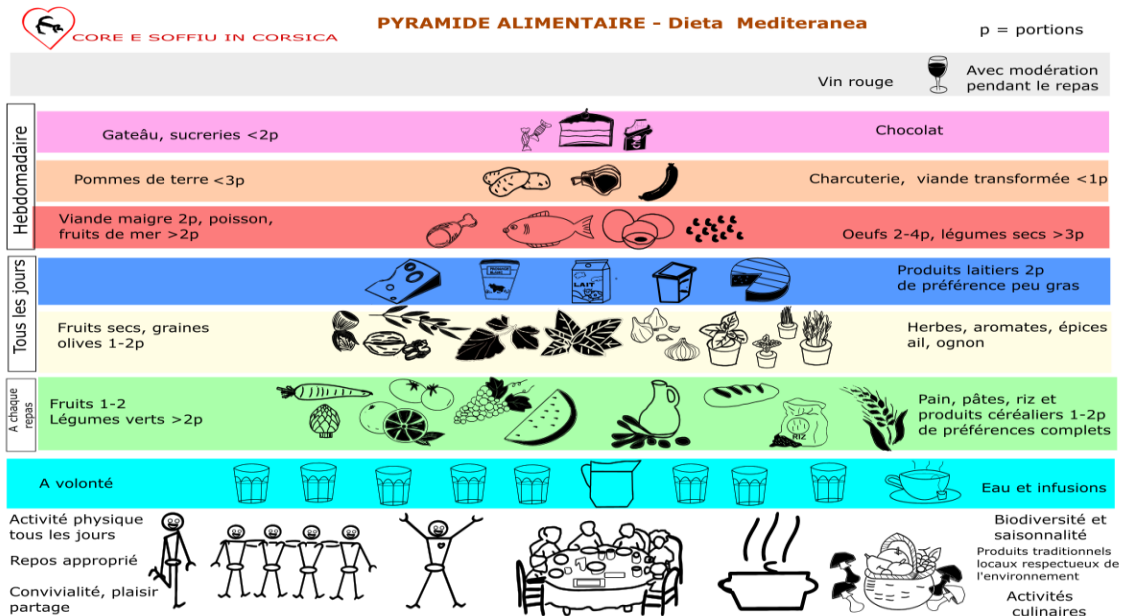 PYRAMIDE ALIMENTAIRE - Dieta Mediteranea
CORE E SOFFIU IN CORSICA
p = portions
Vin rouge
Avec modération
pendant le repas
Hebdomadaire
Gateâu, sucreries <2p
Chocolat
Pommes de terre <3p
Charcuterie, viande transformée <1p
Viande maigre 2p, poisson,
fruits de mer >2p
Oeufs 2-4p, légumes secs >3p
Tous les jours
LAIT
Produits laitiers 2p
de préférence peu gras
Fruits secs, graines
olives 1-2p
Herbes, aromates, épices
ail, ognon
A chaque
repas
Fruits 1-2
Légumes verts >2p
RIZ
Pain, pâtes, riz et
produits céréaliers 1-2p
de préférences complets
A volonté
Eau et infusions
Activité physique
tous les jours
Repos approprié
Convivialité, plaisir
partage
Biodiversité et
saisonnalité
Produits traditionnels
locaux respectueux de
l'environnement
Activités
culinaires